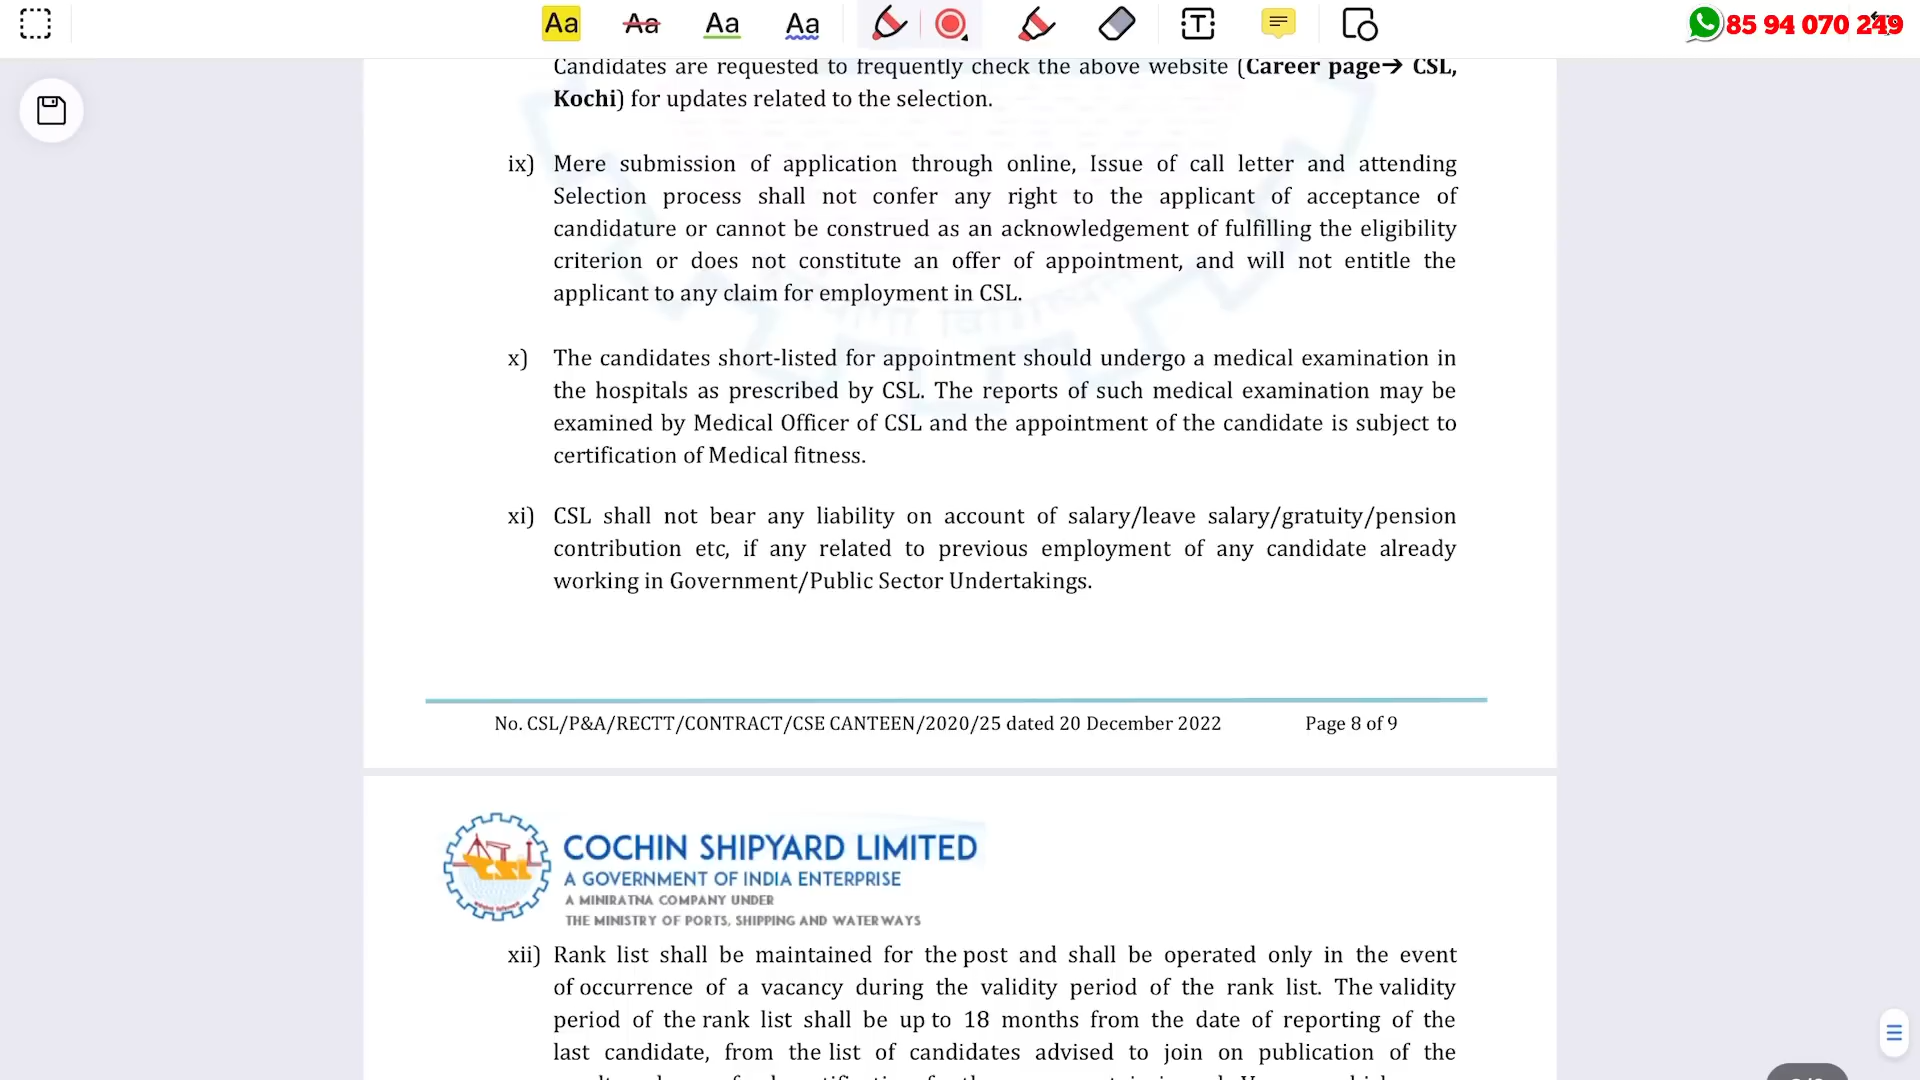 Aa Aa Aa Aa
85 94 070 249
Candidates are requested to frequently check the above website (Career page→ CSL,
Kochi) for updates related to the selection.
ix) Mere submission of application through online, Issue of call letter and attending
Selection process shall not confer any right to the applicant of acceptance of
candidature or cannot be construed as an acknowledgement of fulfilling the eligibility
criterion or does not constitute an offer of appointment, and will not entitle the
applicant to any claim for employment in CSL.
x) The candidates short-listed for appointment should undergo a medical examination in
the hospitals as prescribed by CSL. The reports of such medical examination may be
examined by Medical Officer of CSL and the appointment of the candidate is subject to
certification of Medical fitness.
xi) CSL shall not bear any liability on account of salary/leave salary/gratuity/pension
contribution etc, if any related to previous employment of any candidate already
working in Government/Public Sector Undertakings.
No. CSL/P&A/RECTT/CONTRACT/CSE CANTEEN/2020/25 dated 20 December 2022 Page 8 of 9
COCHIN SHIPYARD LIMITED
A GOVERNMENT OF INDIA ENTERPRISE
A MINIRATNA COMPANY UNDER
THE MINISTRY OF PORTS, SHIPPING AND WATERWAYS
xii) Rank list shall be maintained for the post and shall be operated only in the event
of occurrence of a vacancy during the validity period of the rank list. The validity
period of the rank list shall be up to 18 months from the date of reporting of the
last candidate, from the list of candidates advised to join on publication of the